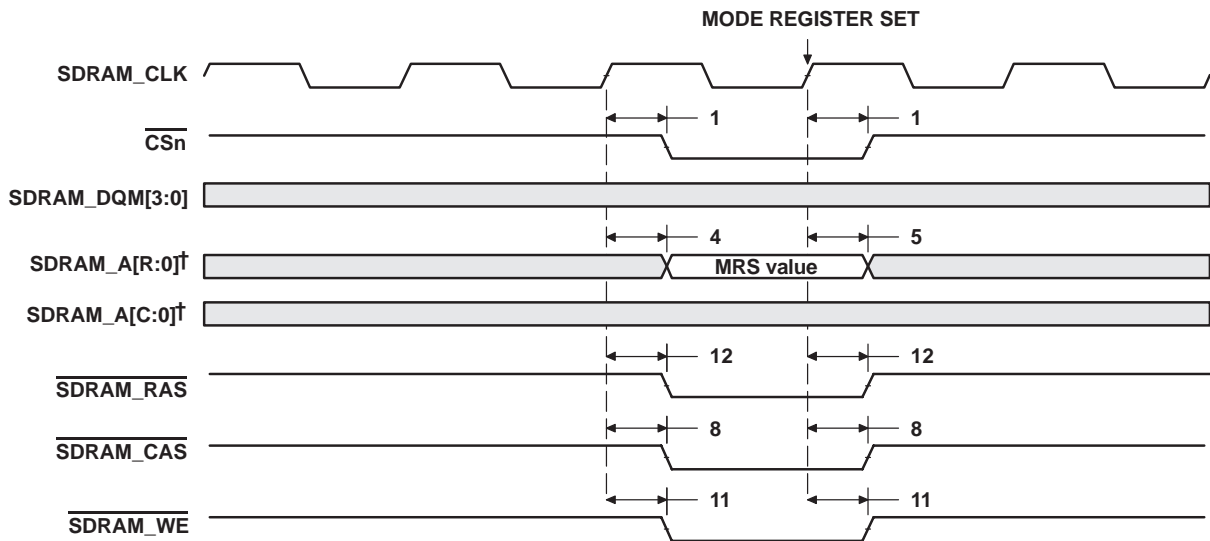 MODE REGISTER SET
SDRAM_CLK
1 1
CSn
SDRAM_DQM[3:0]
4 5
SDRAM_A[R:0]†
MRS value
SDRAM_A[C:0]†
12 12
SDRAM_RAS
8 8
SDRAM_CAS
11 11
SDRAM_WE